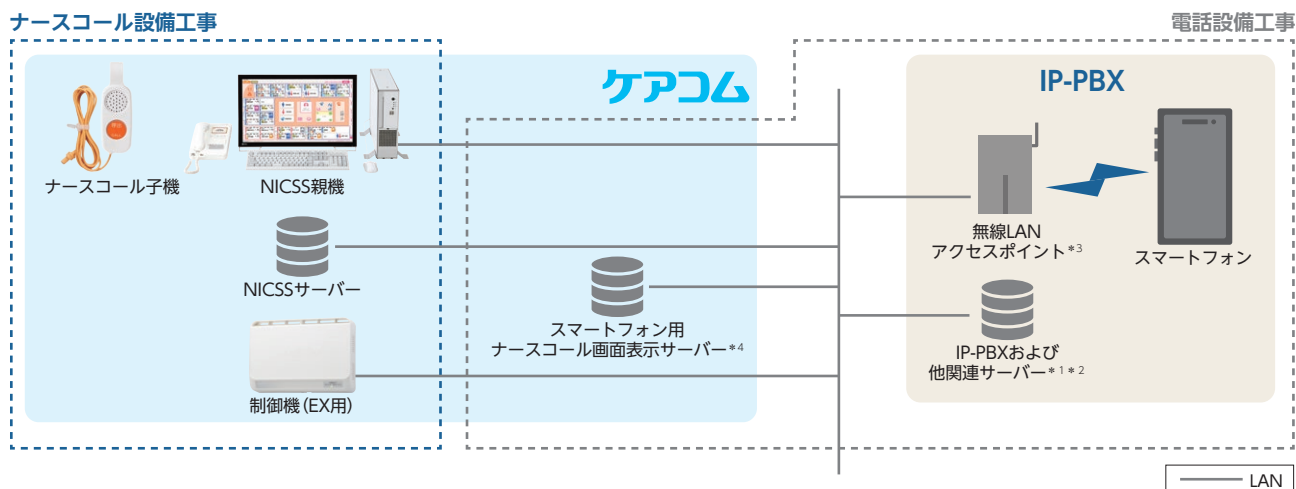 ナースコール設備工事
電話設備工事
ケアコム
IP-PBX
ナースコール子機
NICSS親機
無線LAN
アクセスポイント*3
スマートフォン
NICSSサーバー
スマートフォン用
ナースコール画面表示サーバー*4
IP-PBXおよび
他関連サーバー*1*2
制御機(EX用)
LAN